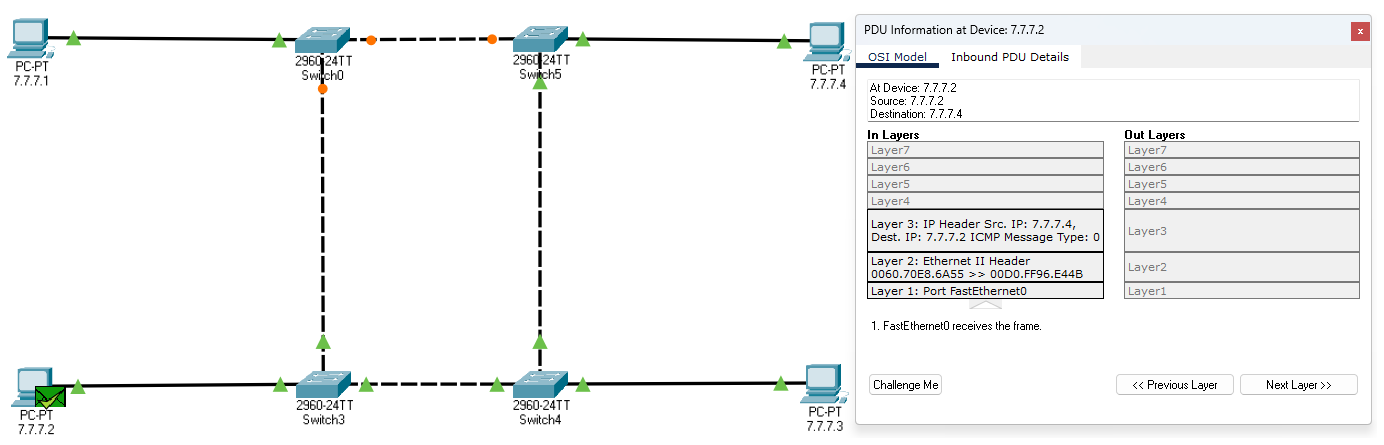 PC-PT
7.7.7.1
2960-24TT
Switch0
2960-24TT
Switch5
PC-PT
7.7.7.4
PC-PT
7.7.7.2
2960-24TT
Switch3
2960-24TT
Switch4
PC-PT
7.7.7.3
PDU Information at Device: 7.7.7.2
x
OSI Model
Inbound PDU Details
At Device: 7.7.7.2
Source: 7.7.7.2
Destination: 7.7.7.4
In Layers
Layer7
Layer6
Layer5
Layer4
Layer 3: IP Header Src. IP: 7.7.7.4,
Dest. IP: 7.7.7.2 ICMP Message Type: 0
Layer 2: Ethernet II Header
0060.70E8.6A55 >> 00D0.FF96.E44B
Layer 1: Port FastEthernet0
Out Layers
Layer7
Layer6
Layer5
Layer4
Layer3
Layer2
Layer1
1. FastEthernet0 receives the frame.
Challenge Me
<< Previous Layer
Next Layer >>